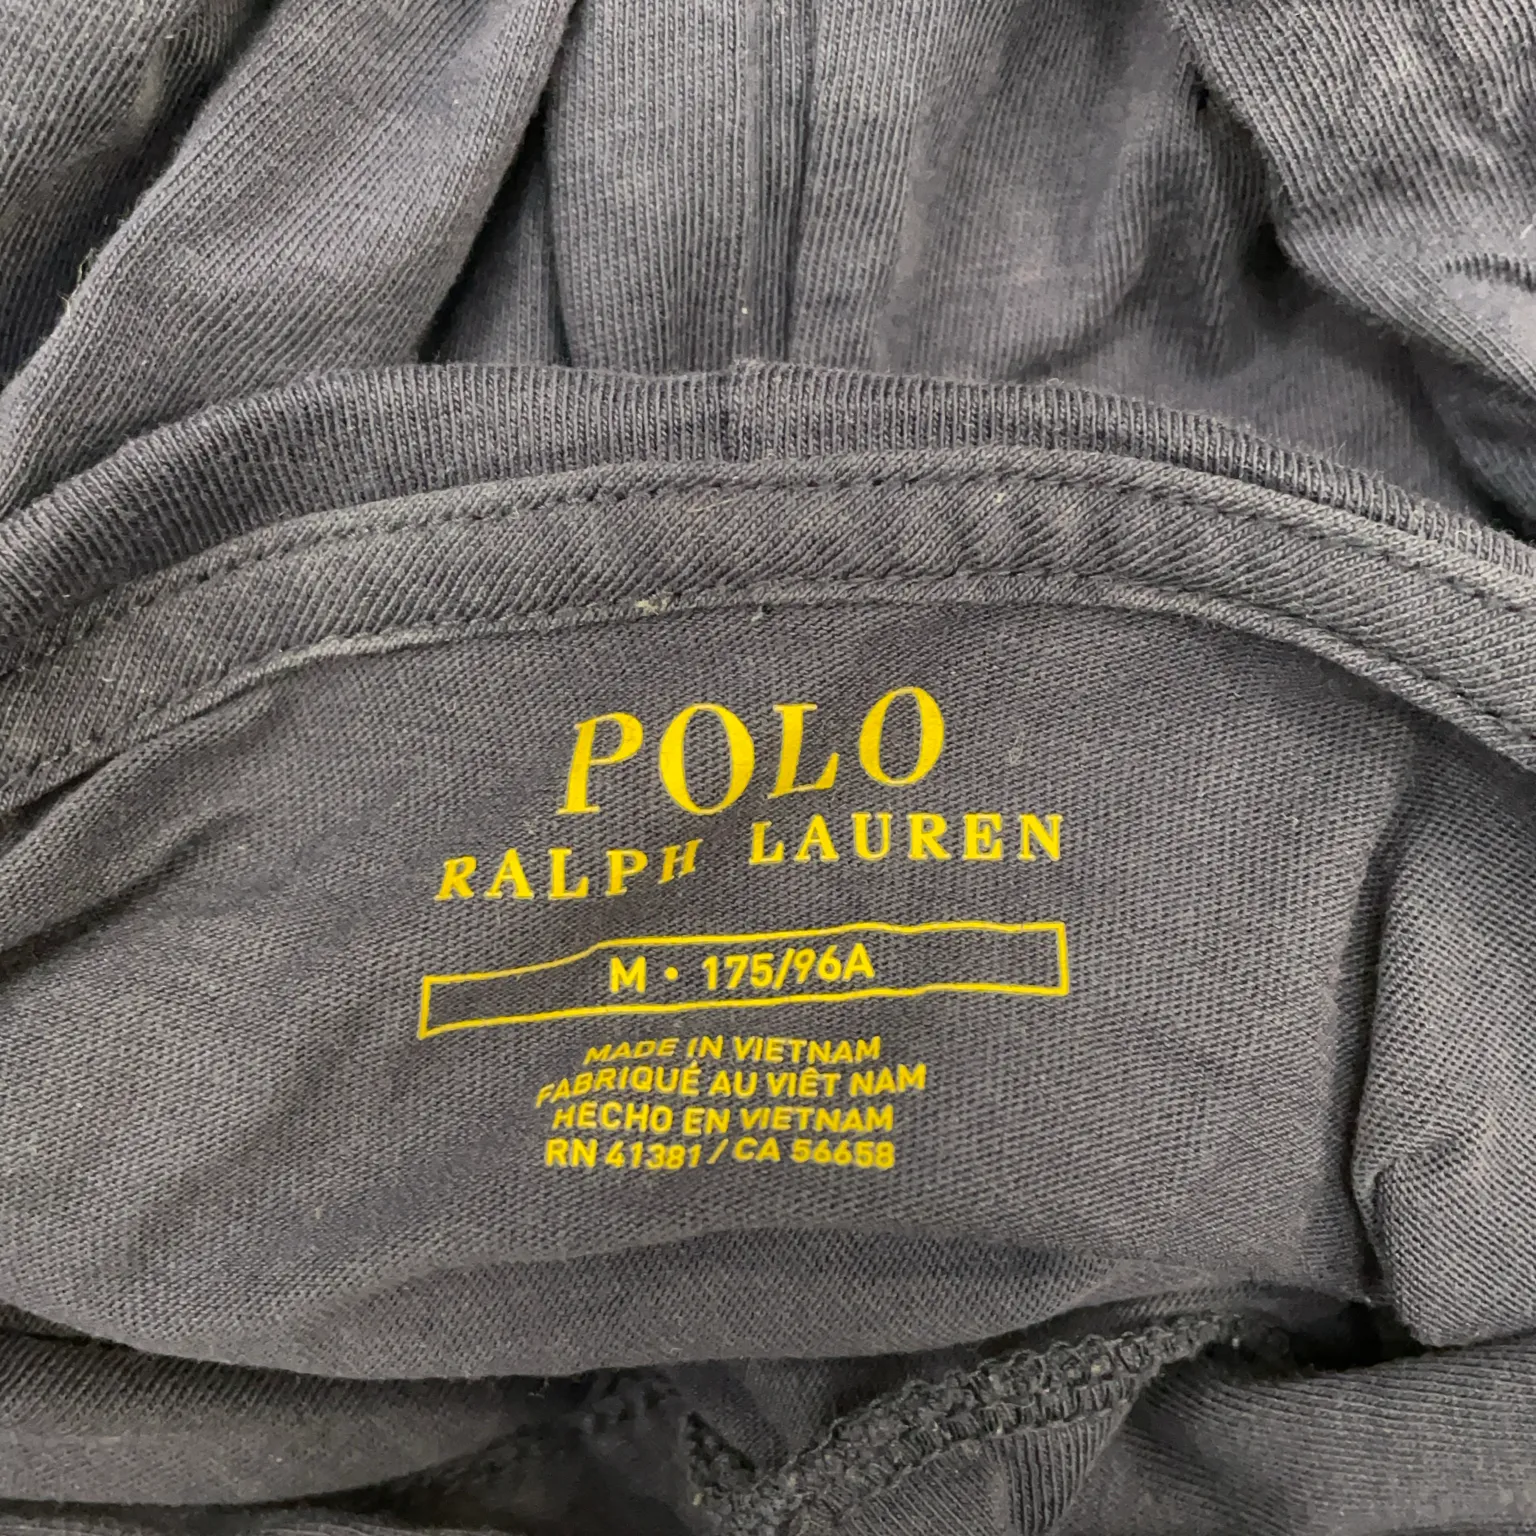 POLO
RALPH LAUREN
M • 175/96A
MADE IN VIETNAM
FABRIQUÉ AU VIÊT NAM
HECHO EN VIETNAM
RN 41381 / CA 56658